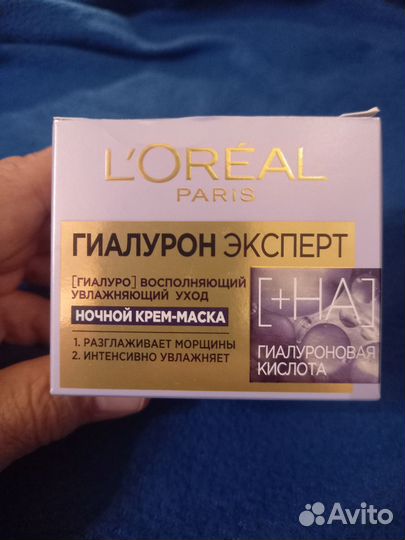 L'ORÉAL
PARIS
ГИАЛУРОН ЭКСПЕРТ
[ГИАЛУРО] ВОСПОЛНЯЮЩИЙ
УВЛАЖНЯЮЩИЙ УХОД
НОЧНОЙ КРЕМ-МАСКА
1. РАЗГЛАЖИВАЕТ МОРЩИНЫ
2. ИНТЕНСИВНО УВЛАЖНЯЕТ
[+HA]
ГИАЛУРОНОВАЯ
КИСЛОТА
Avito